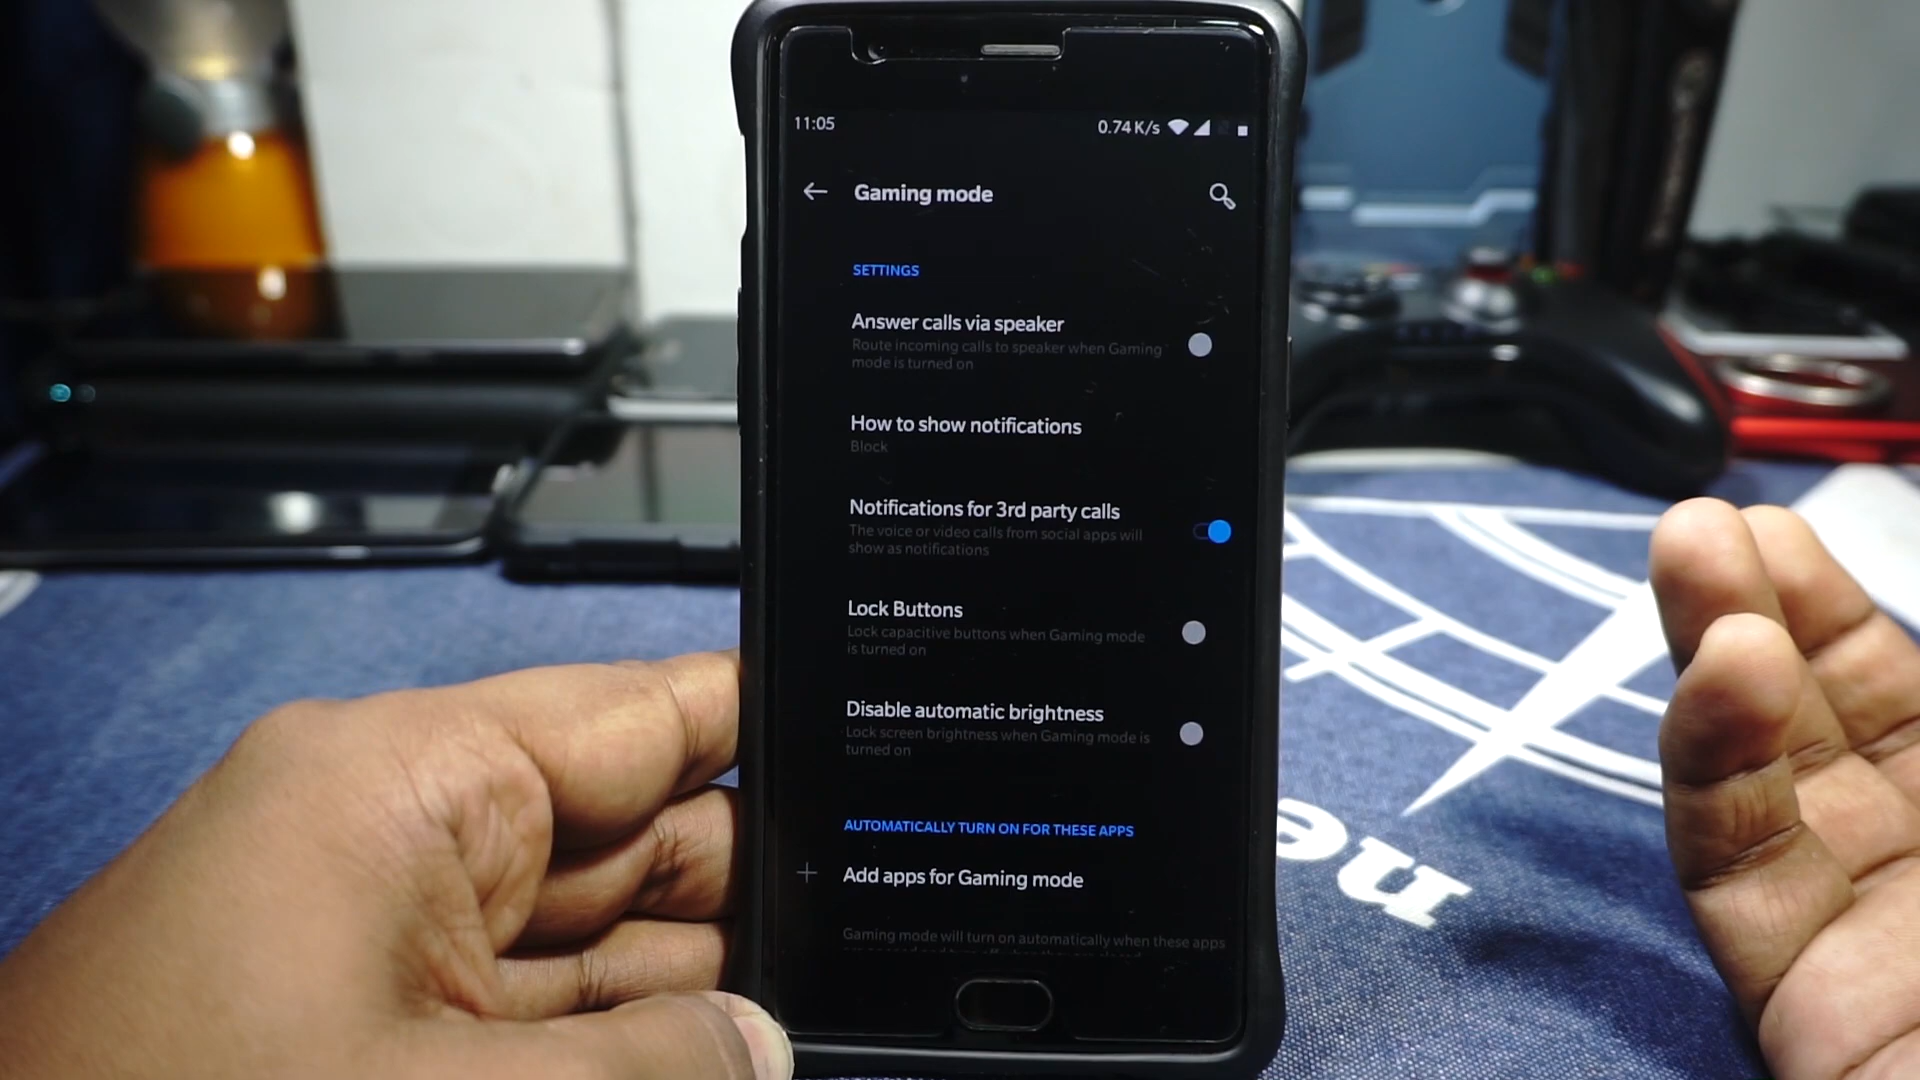 11:05
0.74 K/s
Gaming mode
SETTINGS
Answer calls via speaker
Route incoming calls to speaker when Gaming
mode is turned on
How to show notifications
Block
Notifications for 3rd party calls
The voice or video calls from social apps will
show as notifications
Lock Buttons
Lock capacitive buttons when Gaming mode
is turned on
Disable automatic brightness
Lock screen brightness when Gaming mode is
turned on
AUTOMATICALLY TURN ON FOR THESE APPS
Add apps for Gaming mode
Gaming mode will turn on automatically when these apps
ne